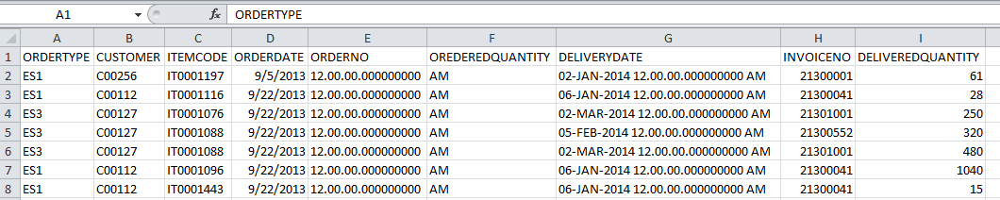 A1 fx ORDERTYPE
A B C D E F G H I
1 ORDERTYPE CUSTOMER ITEMCODE ORDERDATE ORDERNO OREDEREDQUANTITY DELIVERYDATE INVOICENO DELIVEREDQUANTITY
2 ES1 C00256 IT0001197 9/5/2013 12.00.00.000000000 AM 02-JAN-2014 12.00.00.000000000 AM 21300001 61
3 ES1 C00112 IT0001116 9/22/2013 12.00.00.000000000 AM 06-JAN-2014 12.00.00.000000000 AM 21300041 28
4 ES3 C00127 IT0001076 9/22/2013 12.00.00.000000000 AM 02-MAR-2014 12.00.00.000000000 AM 21301001 250
5 ES3 C00127 IT0001088 9/22/2013 12.00.00.000000000 AM 05-FEB-2014 12.00.00.000000000 AM 21300552 320
6 ES3 C00127 IT0001088 9/22/2013 12.00.00.000000000 AM 02-MAR-2014 12.00.00.000000000 AM 21301001 480
7 ES1 C00112 IT0001096 9/22/2013 12.00.00.000000000 AM 06-JAN-2014 12.00.00.000000000 AM 21300041 1040
8 ES1 C00112 IT0001443 9/22/2013 12.00.00.000000000 AM 06-JAN-2014 12.00.00.000000000 AM 21300041 15